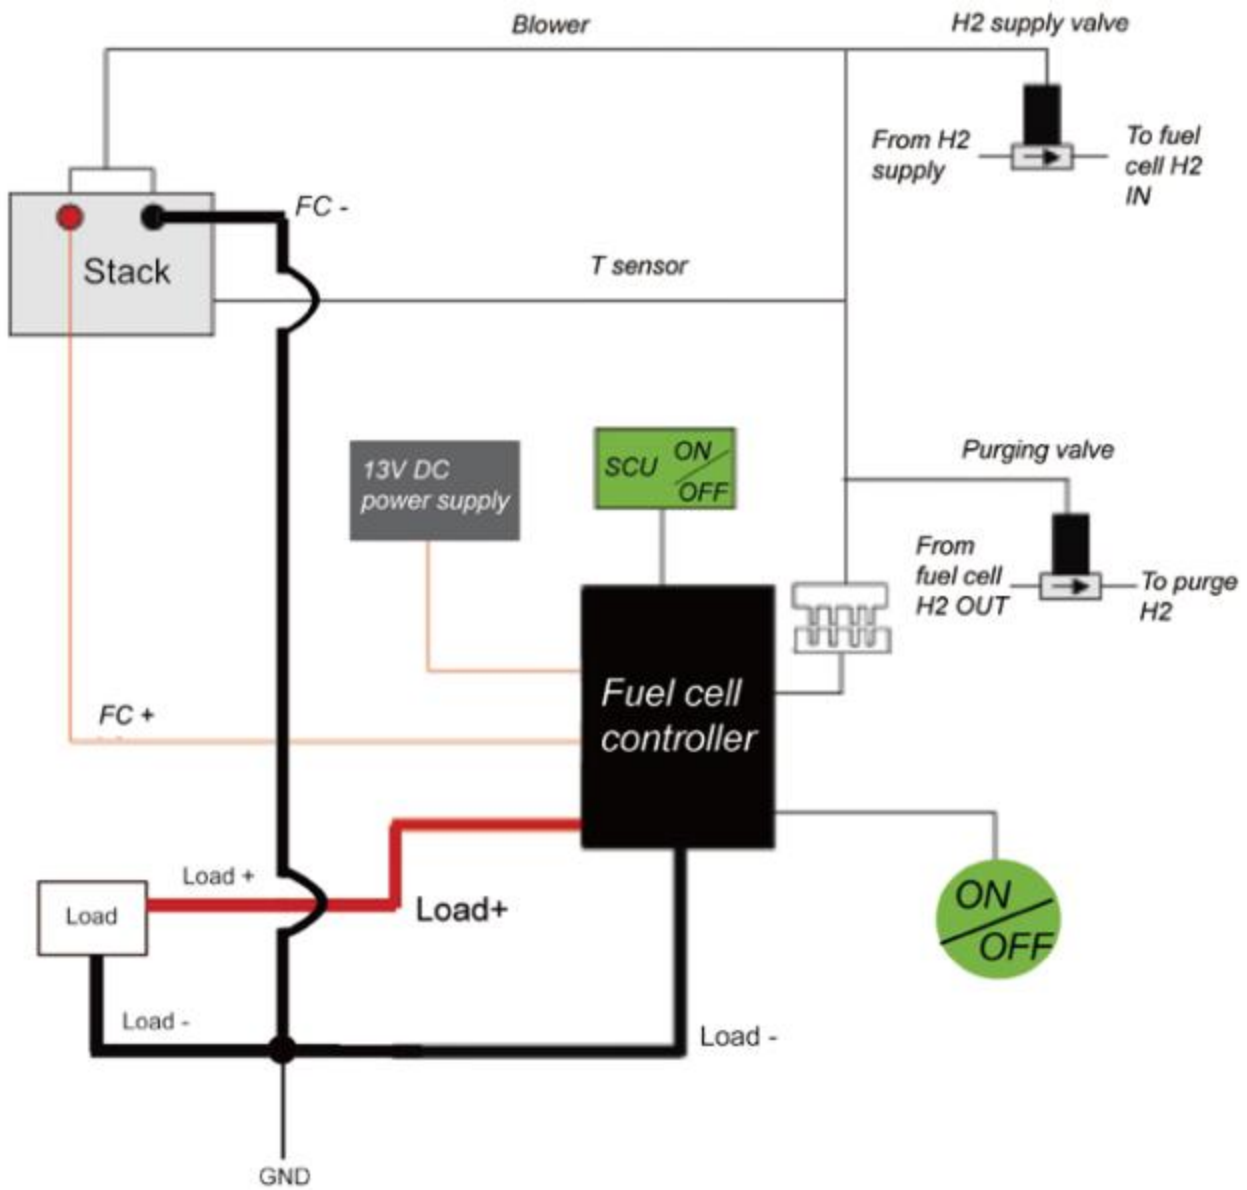 Blower
H2 supply valve
From H2
supply
To fuel
cell H2
IN
FC -
Stack
T sensor
13V DC
power supply
SCU ON
OFF
Purging valve
From
fuel cell
H2 OUT
To purge
H2
Fuel cell
controller
FC +
Load +
Load
Load+
ON
OFF
Load -
Load -
GND